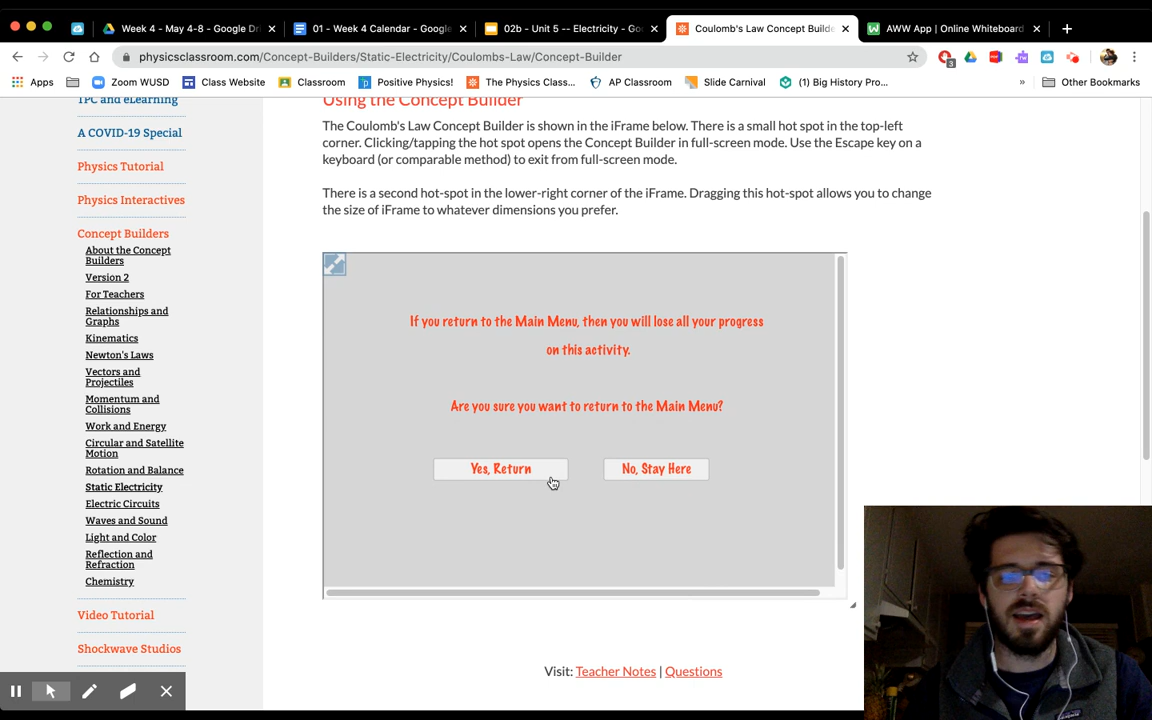 Week 4 - May 4-8 - Google Dri
01 - Week 4 Calendar - Google
02b - Unit 5 -- Electricity - Goo
Coulomb's Law Concept Builde
AWW App | Online Whiteboard
physicsclassroom.com/Concept-Builders/Static-Electricity/Coulombs-Law/Concept-Builder
3
Apps
Zoom WUSD
Class Website
Classroom
Positive Physics!
The Physics Class...
AP Classroom
Slide Carnival
(1) Big History Pro...
»
Other Bookmarks
TPC and eLearning
A COVID-19 Special
Physics Tutorial
Physics Interactives
Concept Builders
About the Concept
Builders
Version 2
For Teachers
Relationships and
Graphs
Kinematics
Newton's Laws
Vectors and
Projectiles
Momentum and
Collisions
Work and Energy
Circular and Satellite
Motion
Rotation and Balance
Static Electricity
Electric Circuits
Waves and Sound
Light and Color
Reflection and
Refraction
Chemistry
Video Tutorial
Shockwave Studios
Using the Concept Builder
The Coulomb's Law Concept Builder is shown in the iFrame below. There is a small hot spot in the top-left
corner. Clicking/tapping the hot spot opens the Concept Builder in full-screen mode. Use the Escape key on a
keyboard (or comparable method) to exit from full-screen mode.
There is a second hot-spot in the lower-right corner of the iFrame. Dragging this hot-spot allows you to change
the size of iFrame to whatever dimensions you prefer.
If you return to the Main Menu, then you will lose all your progress
on this activity.
Are you sure you want to return to the Main Menu?
Yes, Return
No, Stay Here
Visit: Teacher Notes | Questions